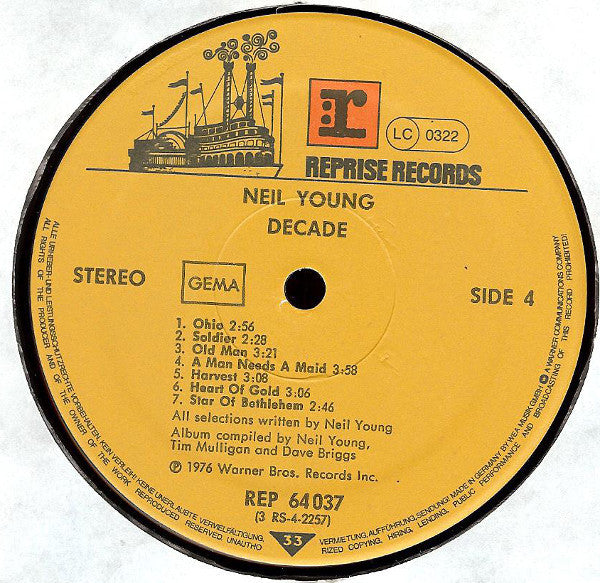 r
LC 0322
REPRISE RECORDS
NEIL YOUNG
DECADE
STEREO
GEMA
SIDE 4
1. Ohio 2:56
2. Soldier 2:28
3. Old Man 3:21
4. A Man Needs A Maid 3:58
5. Harvest 3:08
6. Heart Of Gold 3:06
7. Star Of Bethlehem 2:46
All selections written by Neil Young
Album compiled by Neil Young,
Tim Mulligan and Dave Briggs
℗ 1976 Warner Bros. Records Inc.
REP 64 037
(3 RS-4-2257)
33
ALLE URHEBER-UND LEISTUNGSSCHUTZRECHTE VORBEHALTEN. KEIN VERLEIH! KEINE UNERLAUBTE VERVIELFÄLTIGUNG,
VERMIETUNG, AUFFÜHRUNG, SENDUNG! MADE IN GERMANY BY WEA MUSIK GMBH A WARNER COMMUNICATIONS COMPANY
ALL RIGHTS OF THE PRODUCER AND OF THE OWNER OF THE WORK REPRODUCED RESERVED. UNAUTHO
RIZED COPYING, HIRING, LENDING, PUBLIC PERFORMANCE AND BROADCASTING OF THIS RECORD PROHIBITED!